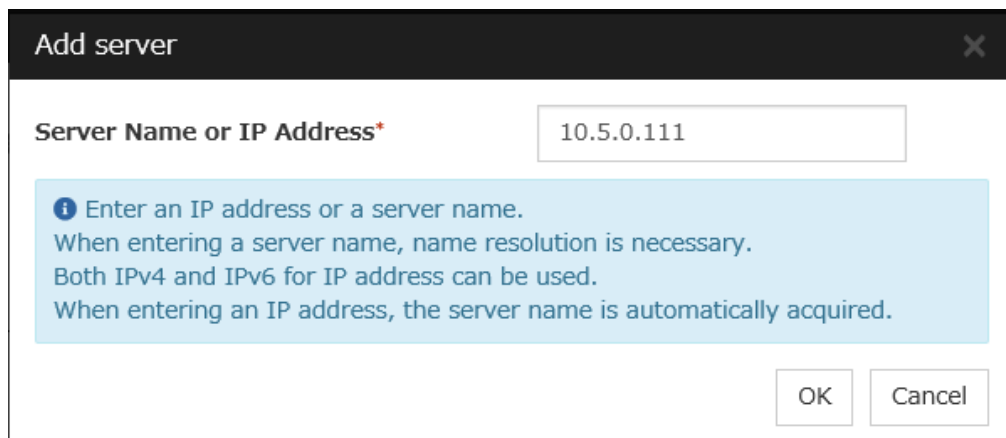 Add server
Server Name or IP Address* 10.5.0.111
Enter an IP address or a server name.
When entering a server name, name resolution is necessary.
Both IPv4 and IPv6 for IP address can be used.
When entering an IP address, the server name is automatically acquired.
OK Cancel